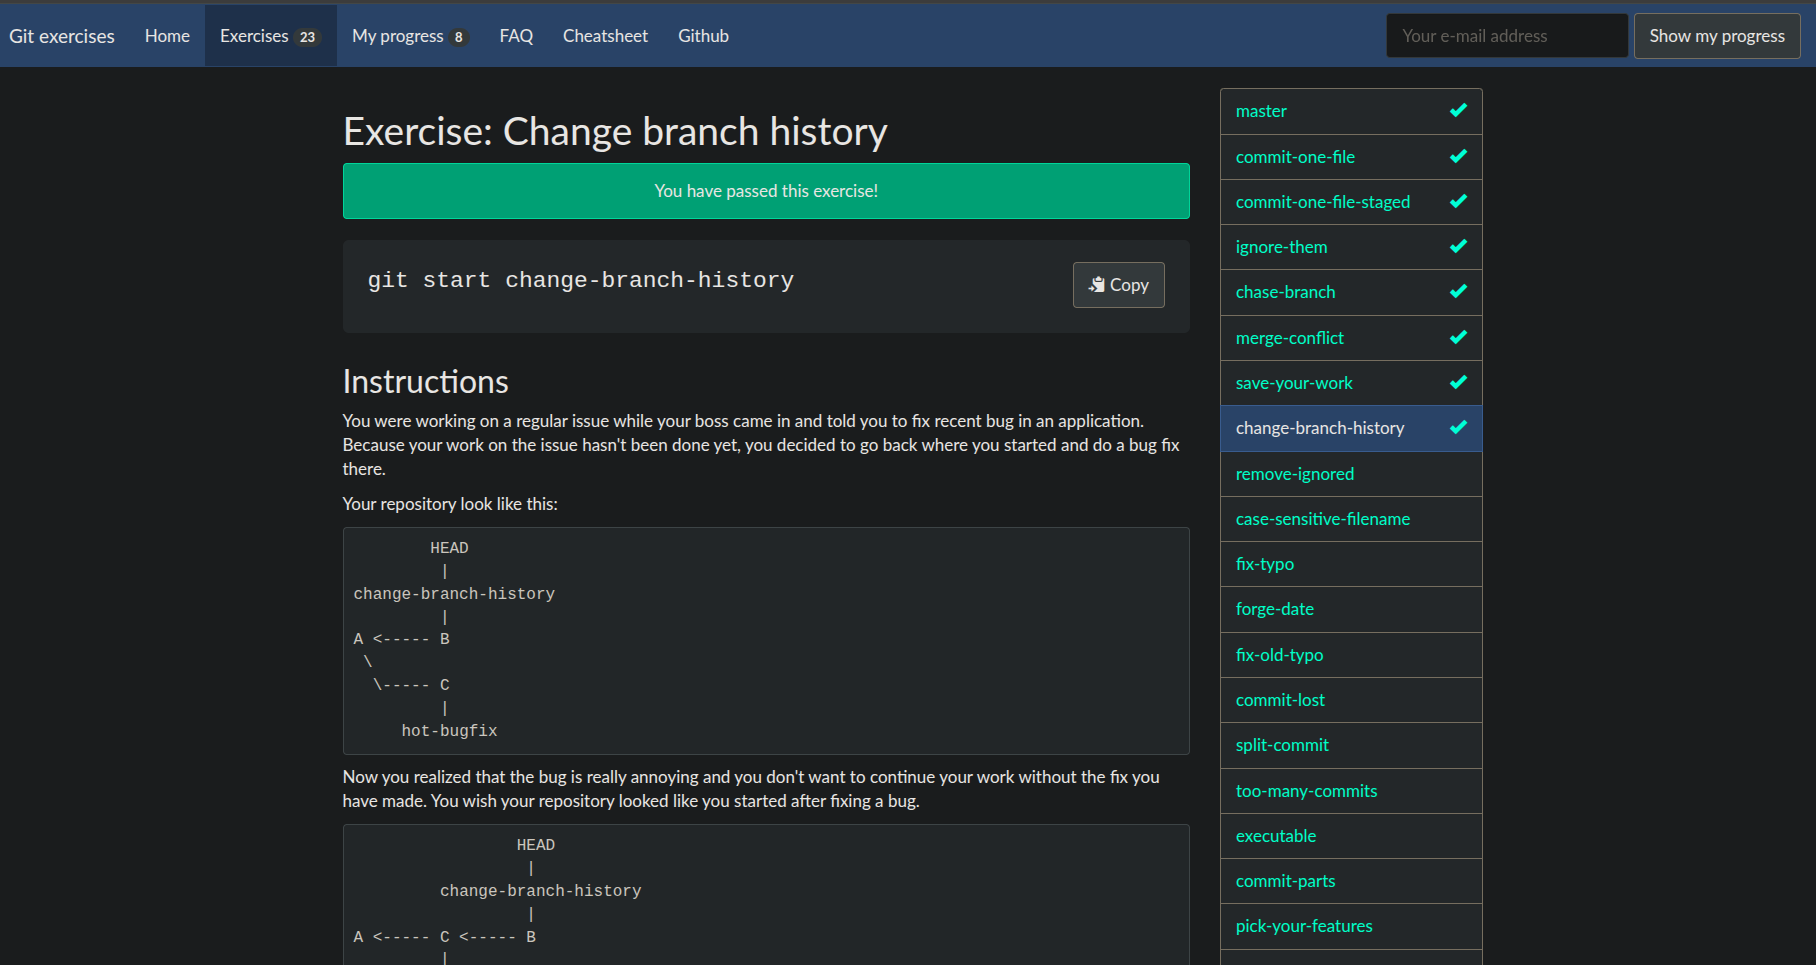 Git exercises Home Exercises 23 My progress 8 FAQ Cheatsheet Github Your e-mail address Show my progress
Exercise: Change branch history
You have passed this exercise!
git start change-branch-history
Copy
Instructions
You were working on a regular issue while your boss came in and told you to fix recent bug in an application.
Because your work on the issue hasn't been done yet, you decided to go back where you started and do a bug fix
there.
Your repository look like this:
        HEAD
         |
change-branch-history
         |
A <----- B
 \
  \----- C
         |
     hot-bugfix
Now you realized that the bug is really annoying and you don't want to continue your work without the fix you
have made. You wish your repository looked like you started after fixing a bug.
                 HEAD
                  |
         change-branch-history
                  |
A <----- C <----- B
         |
master
commit-one-file
commit-one-file-staged
ignore-them
chase-branch
merge-conflict
save-your-work
change-branch-history
remove-ignored
case-sensitive-filename
fix-typo
forge-date
fix-old-typo
commit-lost
split-commit
too-many-commits
executable
commit-parts
pick-your-features